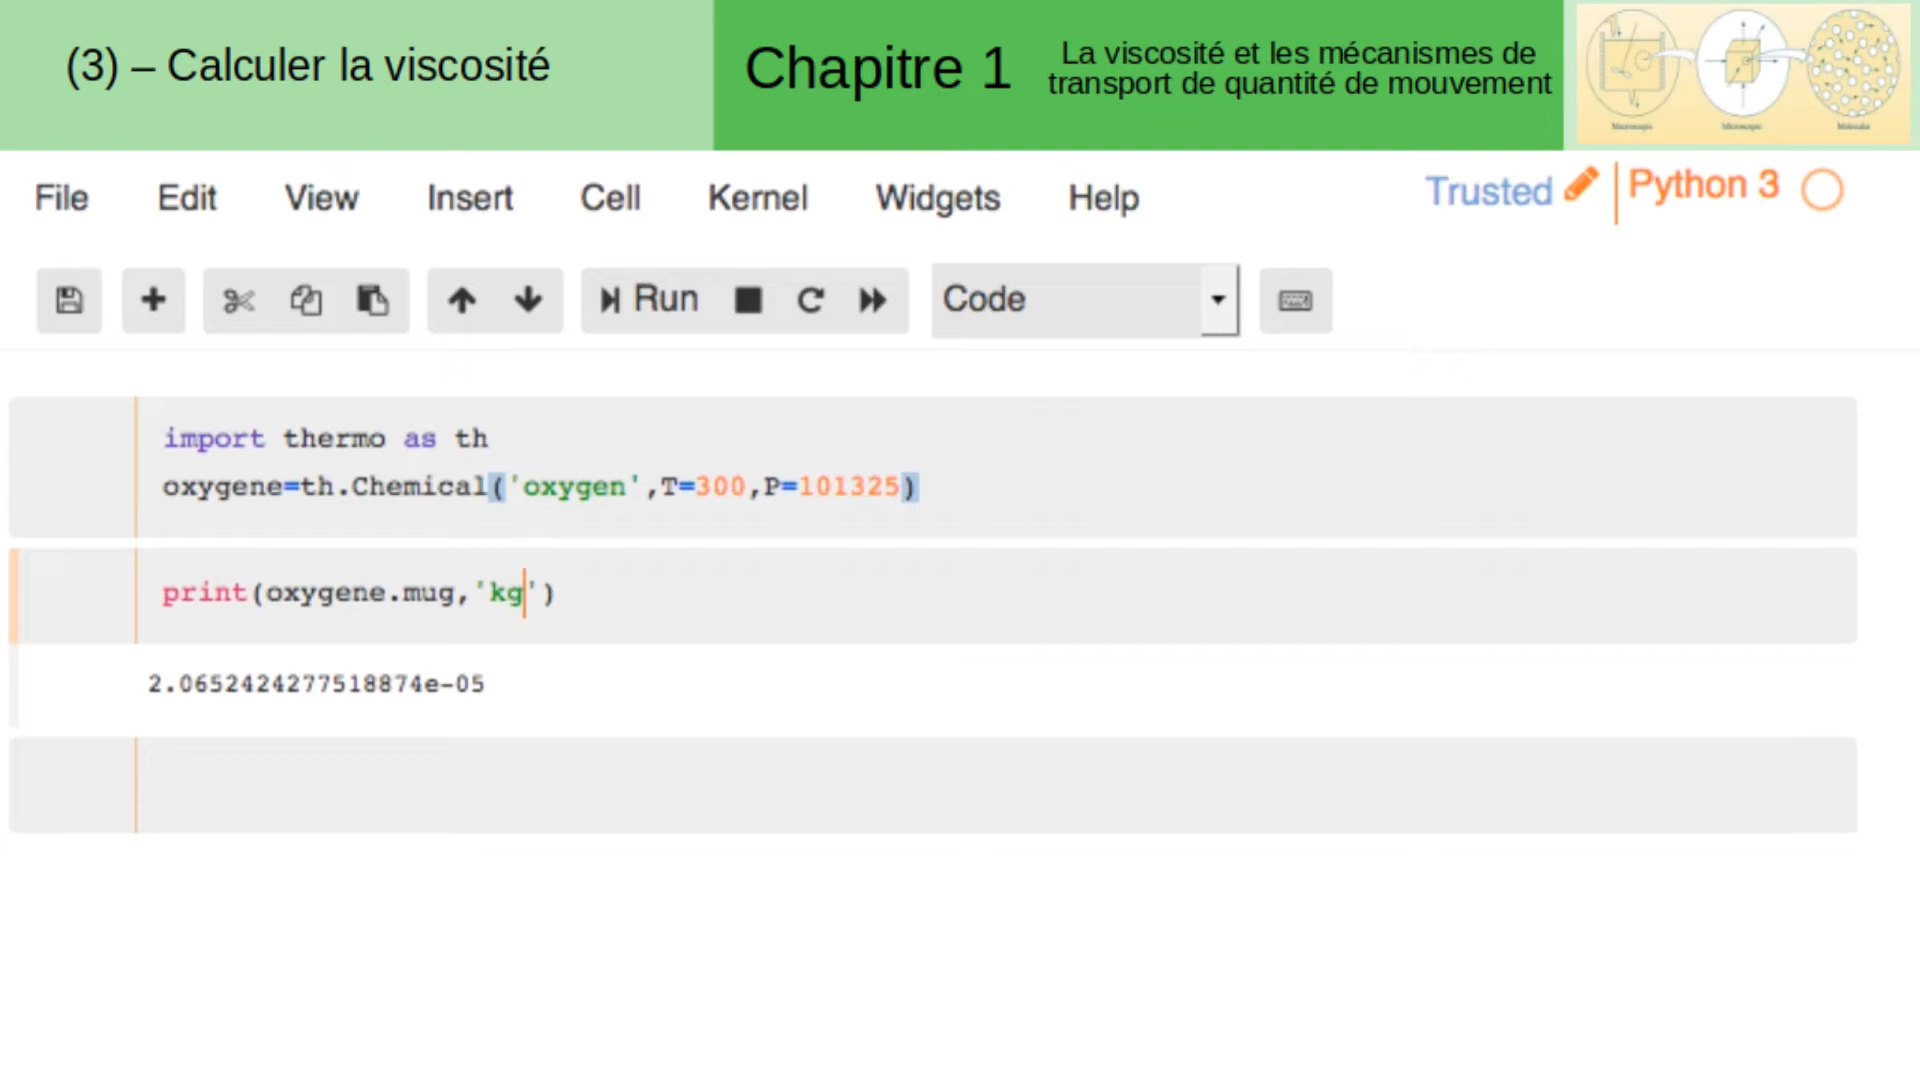 (3) – Calculer la viscosité
Chapitre 1
La viscosité et les mécanismes de
transport de quantité de mouvement
File Edit View Insert Cell Kernel Widgets Help
Trusted
Python 3
Run
Code
import thermo as th
oxygene=th.Chemical('oxygen',T=300,P=101325)
print(oxygene.mug,'kg')
2.0652424277518874e-05